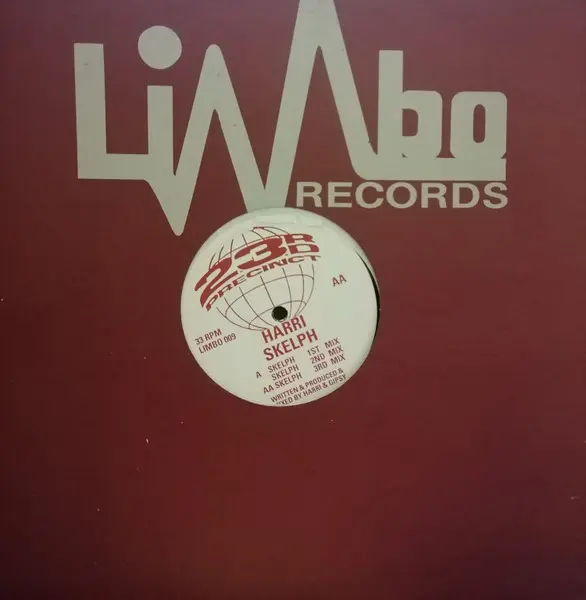 Limbo
RECORDS
23RD
PRECINCT
AA
33 RPM
LIMBO 009
HARRI
SKELPH
A SKELPH 1ST MIX
SKELPH 2ND MIX
AA SKELPH 3RD MIX
WRITTEN & PRODUCED &
MIXED BY HARRI & GIPSY